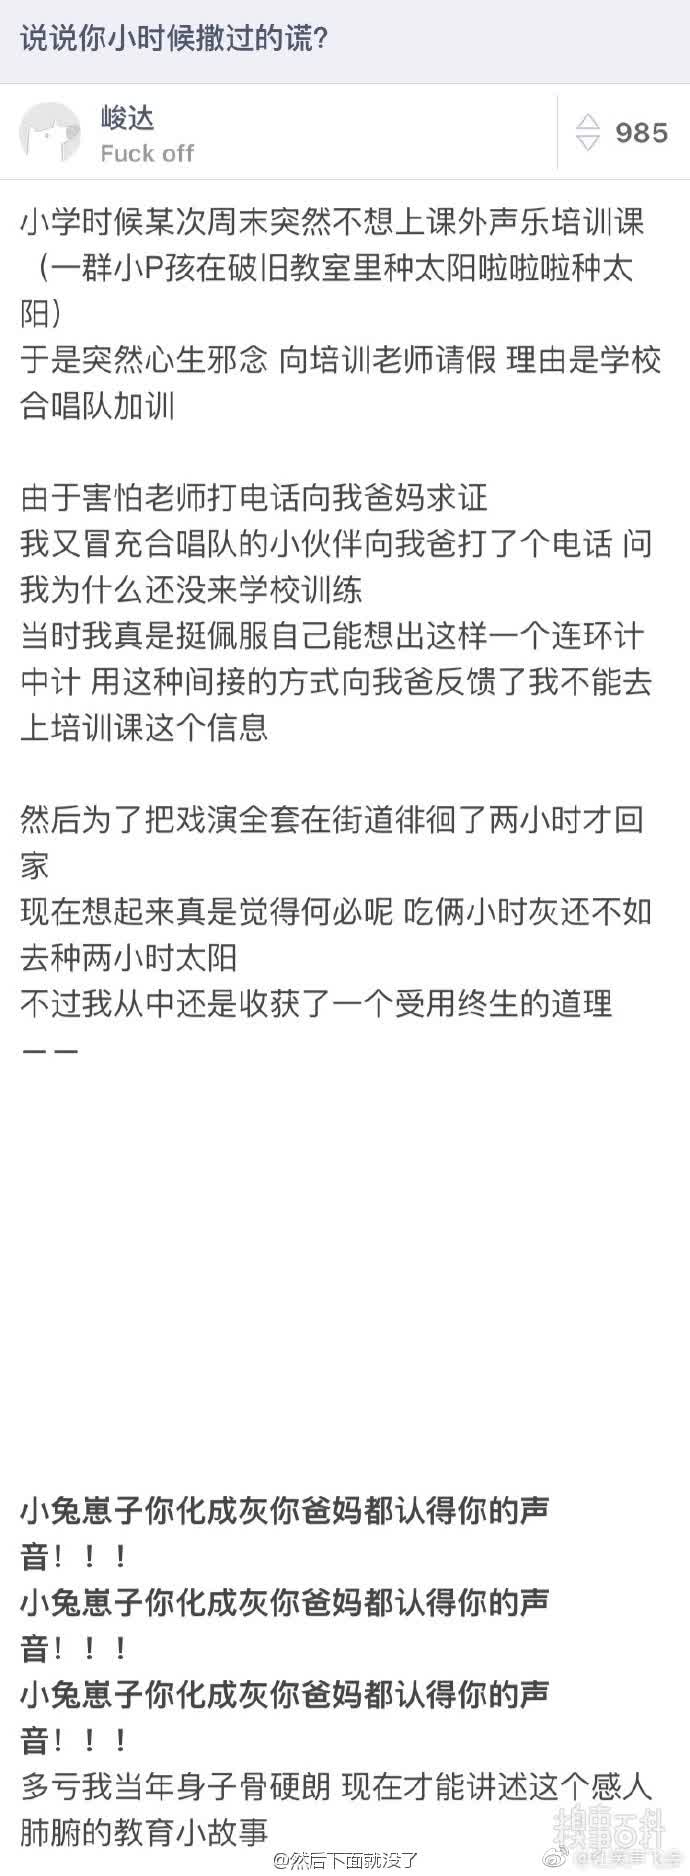 说说你小时候撒过的谎?
峻达
Fuck off
985
小学时候某次周末突然不想上课外声乐培训课
（一群小P孩在破旧教室里种太阳啦啦啦种太
阳）
于是突然心生邪念 向培训老师请假 理由是学校
合唱队加训
由于害怕老师打电话向我爸妈求证
我又冒充合唱队的小伙伴向我爸打了个电话 问
我为什么还没来学校训练
当时我真是挺佩服自己能想出这样一个连环计
中计 用这种间接的方式向我爸反馈了我不能去
上培训课这个信息
然后为了把戏演全套在街道徘徊了两小时才回
家
现在想起来真是觉得何必呢 吃俩小时灰还不如
去种两小时太阳
不过我从中还是收获了一个受用终生的道理
——
小兔崽子你化成灰你爸妈都认得你的声
音！！！
小兔崽子你化成灰你爸妈都认得你的声
音！！！
小兔崽子你化成灰你爸妈都认得你的声
音！！！
多亏我当年身子骨硬朗 现在才能讲述这个感人
肺腑的教育小故事
@然后下面就没了